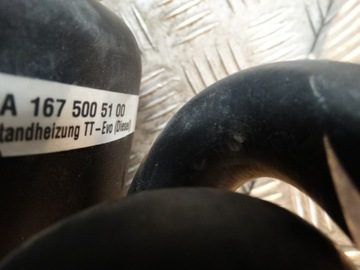 A 167 500 51 00
tandheizung TT-Evo (Diesel)